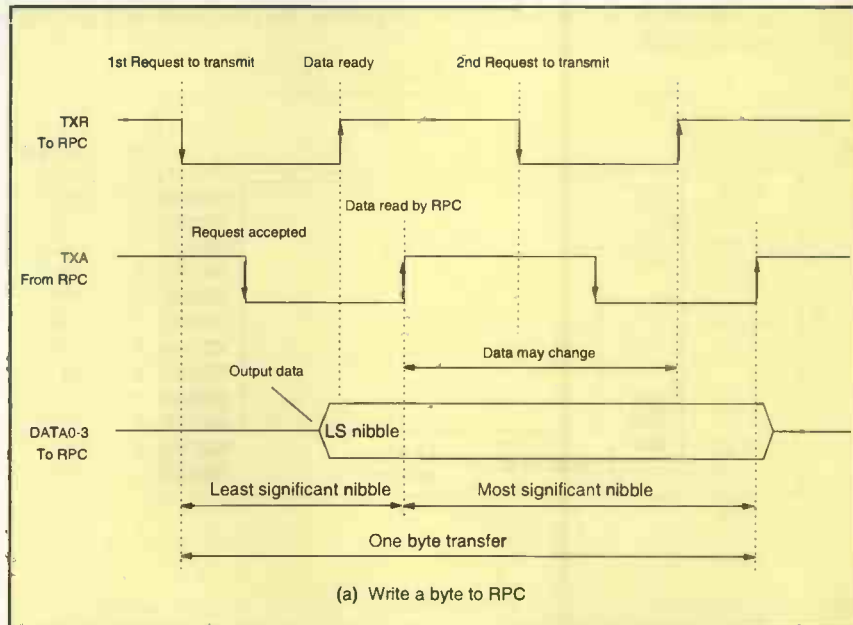 1st Request to transmit
Data ready
2nd Request to transmit
TXR
To RPC
Data read by RPC
Request accepted
TXA
From RPC
Data may change
Output data
DATA0-3
To RPC
LS nibble
Least significant nibble
Most significant nibble
One byte transfer
(a) Write a byte to RPC